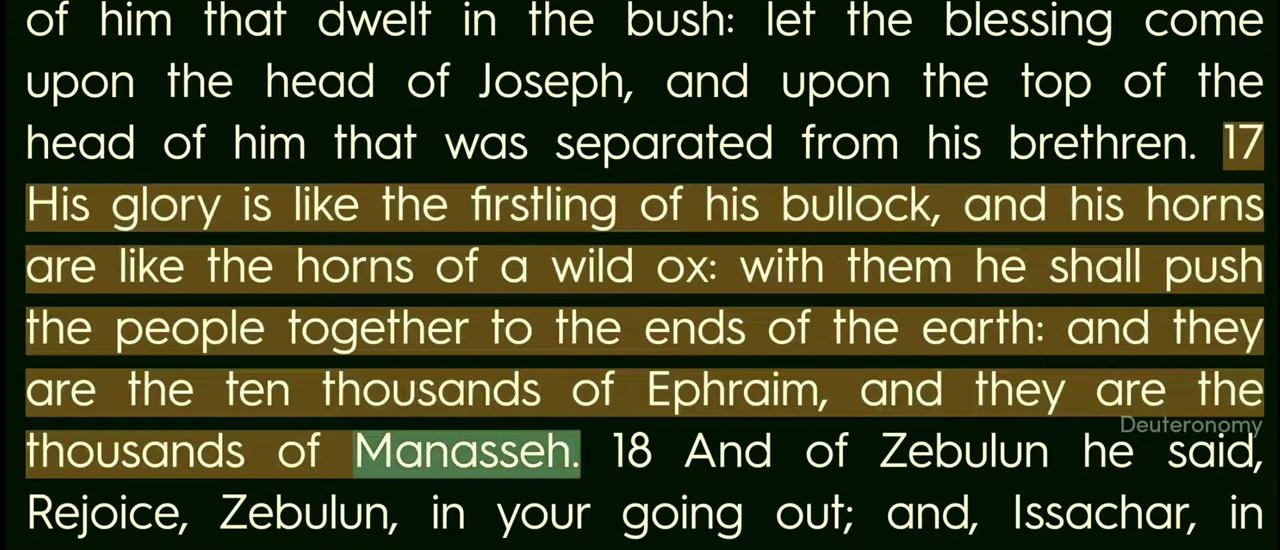 of him that dwelt in the bush: let the blessing come
upon the head of Joseph, and upon the top of the
head of him that was separated from his brethren. 17
His glory is like the firstling of his bullock, and his horns
are like the horns of a wild ox: with them he shall push
the people together to the ends of the earth: and they
are the ten thousands of Ephraim, and they are the
Deuteronomy
thousands of Manasseh. 18 And of Zebulun he said,
Rejoice, Zebulun, in your going out; and, Issachar, in